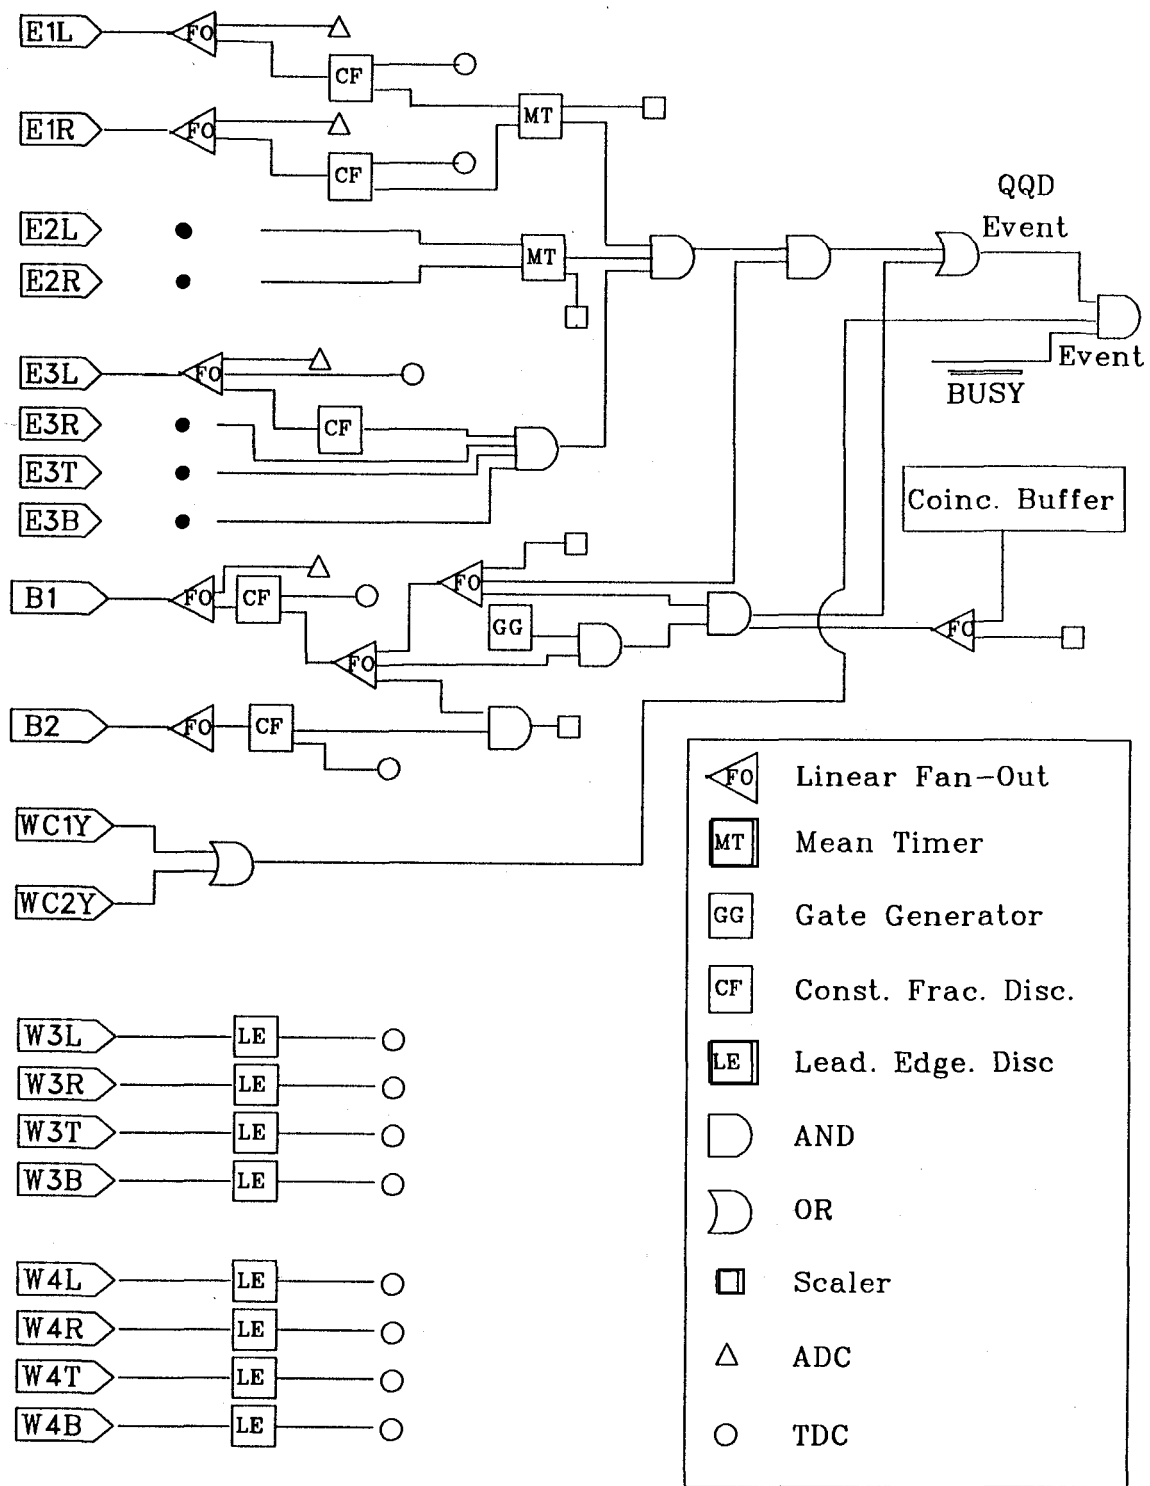 E1L
FO
CF
E1R
FO
MT
CF
QQD
Event
E2L
E2R
MT
E3L
FO
Event
BUSY
E3R
CF
E3T
E3B
Coinc. Buffer
B1
FO
CF
FO
GG
FO
FO
B2
FO
CF
WC1Y
WC2Y
FO Linear Fan-Out
MT Mean Timer
GG Gate Generator
CF Const. Frac. Disc.
LE Lead. Edge. Disc
AND
OR
Scaler
ADC
TDC
W3L LE
W3R LE
W3T LE
W3B LE
W4L LE
W4R LE
W4T LE
W4B LE